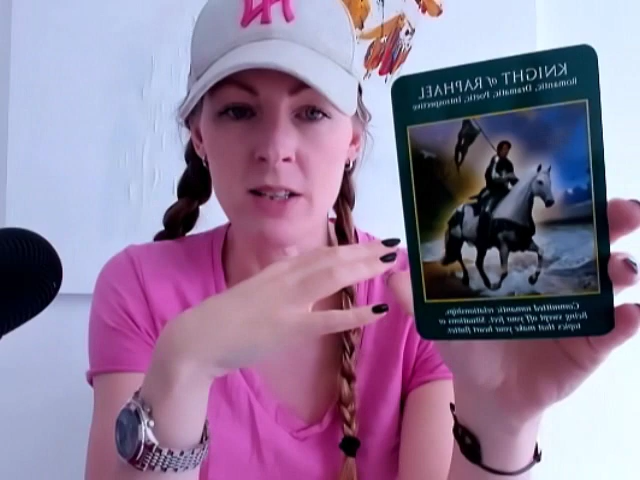 KNIGHT of RAPHAEL
Romantic, Dramatic, Poetic, Introspective
Committed romantic relationships.
Being swept off your feet. Situations or
topics that make your heart flutter.